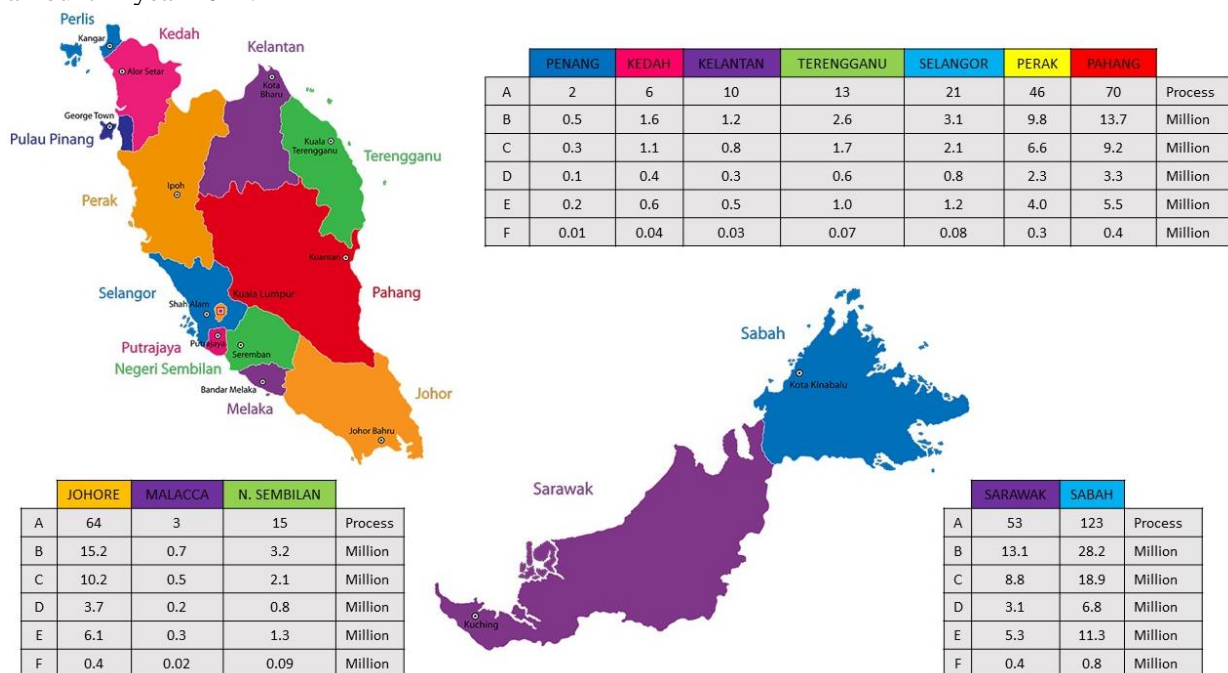 Perlis
Kangar
Kedah
Alor Setar
Kelantan
Kota
Bharu
George Town
Pulau Pinang
Kuala
Terengganu
Terengganu
Ipoh
Perak
Kuantan
Pahang
Selangor
Shah Alam
Kuala Lumpur
Putrajaya
Putrajaya
Seremban
Negeri Sembilan
Bandar Melaka
Melaka
Johor
Johor Bahru
PENANG KEDAH KELANTAN TERENGGANU SELANGOR PERAK PAHANG
A 2 6 10 13 21 46 70 Process
B 0.5 1.6 1.2 2.6 3.1 9.8 13.7 Million
C 0.3 1.1 0.8 1.7 2.1 6.6 9.2 Million
D 0.1 0.4 0.3 0.6 0.8 2.3 3.3 Million
E 0.2 0.6 0.5 1.0 1.2 4.0 5.5 Million
F 0.01 0.04 0.03 0.07 0.08 0.3 0.4 Million
Sabah
Kota Kinabalu
Sarawak
Kuching
JOHORE MALACCA N. SEMBILAN
A 64 3 15 Process
B 15.2 0.7 3.2 Million
C 10.2 0.5 2.1 Million
D 3.7 0.2 0.8 Million
E 6.1 0.3 1.3 Million
F 0.4 0.02 0.09 Million
SARAWAK SABAH
A 53 123 Process
B 13.1 28.2 Million
C 8.8 18.9 Million
D 3.1 6.8 Million
E 5.3 11.3 Million
F 0.4 0.8 Million